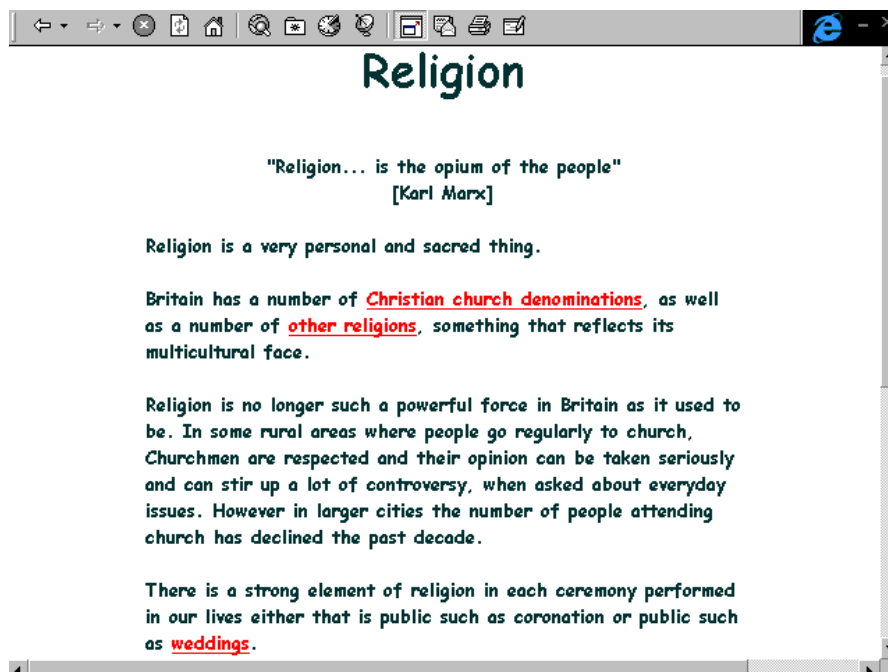 Religion
"Religion... is the opium of the people"
[Karl Marx]
Religion is a very personal and sacred thing.
Britain has a number of Christian church denominations, as well
as a number of other religions, something that reflects its
multicultural face.
Religion is no longer such a powerful force in Britain as it used to
be. In some rural areas where people go regularly to church,
Churchmen are respected and their opinion can be taken seriously
and can stir up a lot of controversy, when asked about everyday
issues. However in larger cities the number of people attending
church has declined the past decade.
There is a strong element of religion in each ceremony performed
in our lives either that is public such as coronation or public such
as weddings.